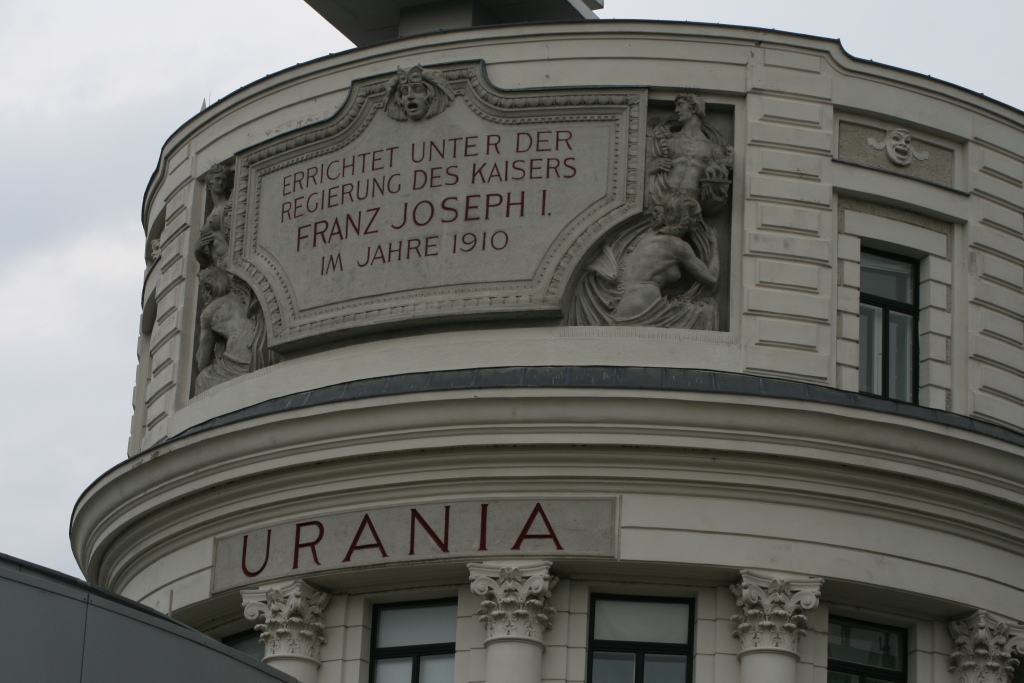 ERRICHTET UNTER DER
REGIERUNG DES KAISERS
FRANZ JOSEPH I.
IM JAHRE 1910
URANIA